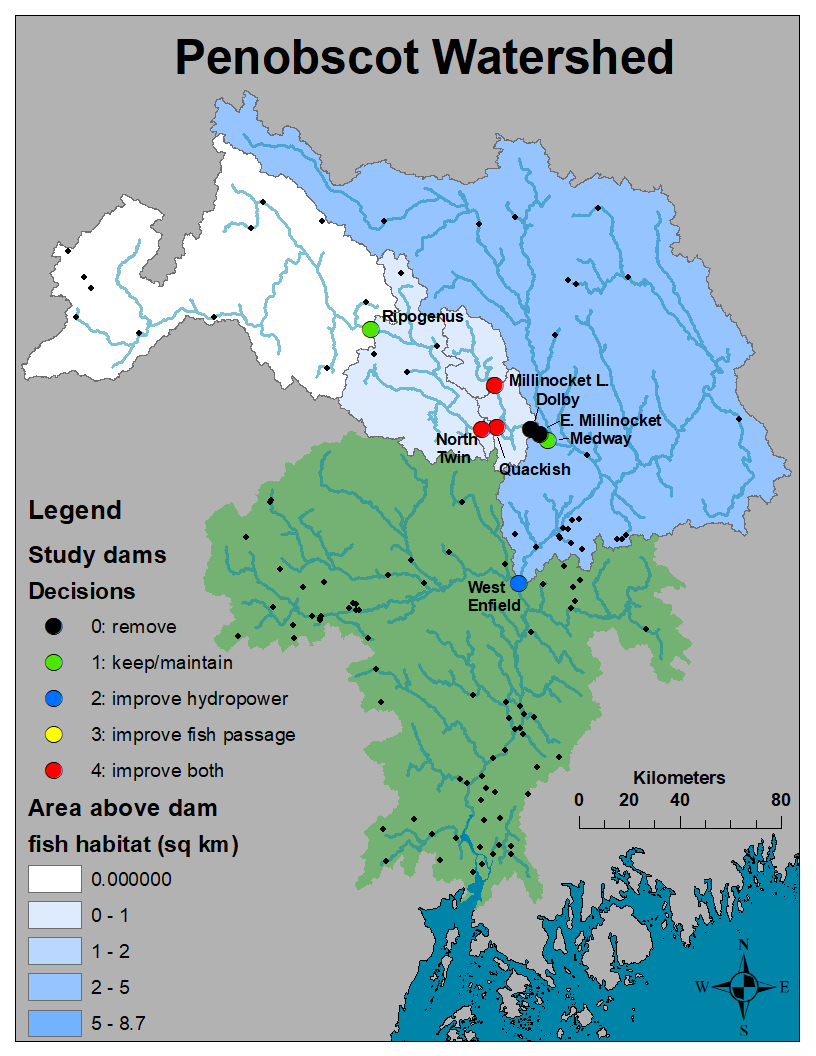 Penobscot Watershed
Ripogenus
Millinocket L.
Dolby
E. Millinocket
Medway
North
Twin
Quackish
West
Enfield
Legend
Study dams
Decisions
0: remove
1: keep/maintain
2: improve hydropower
3: improve fish passage
4: improve both
Area above dam
fish habitat (sq km)
0.000000
0 - 1
1 - 2
2 - 5
5 - 8.7
Kilometers
0 20 40 80
N
W E
S